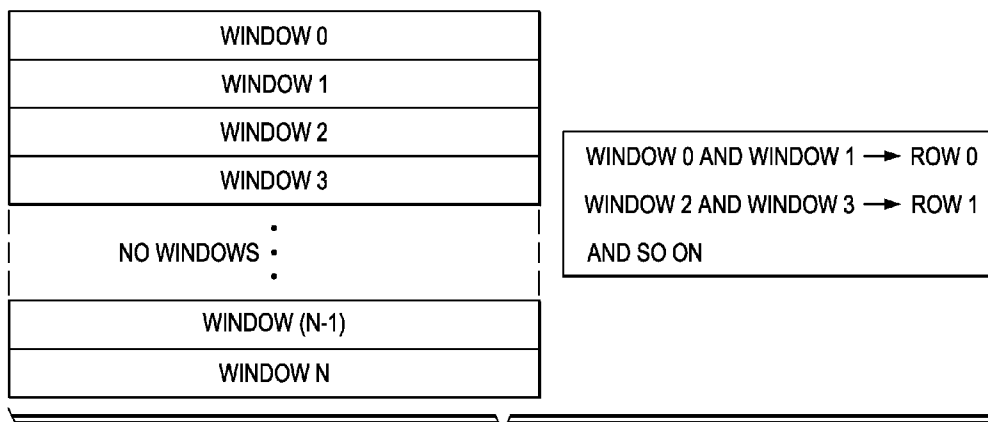 WINDOW 0
WINDOW 1
WINDOW 2
WINDOW 3
NO WINDOWS
WINDOW (N-1)
WINDOW N
WINDOW 0 AND WINDOW 1 → ROW 0
WINDOW 2 AND WINDOW 3 → ROW 1
AND SO ON